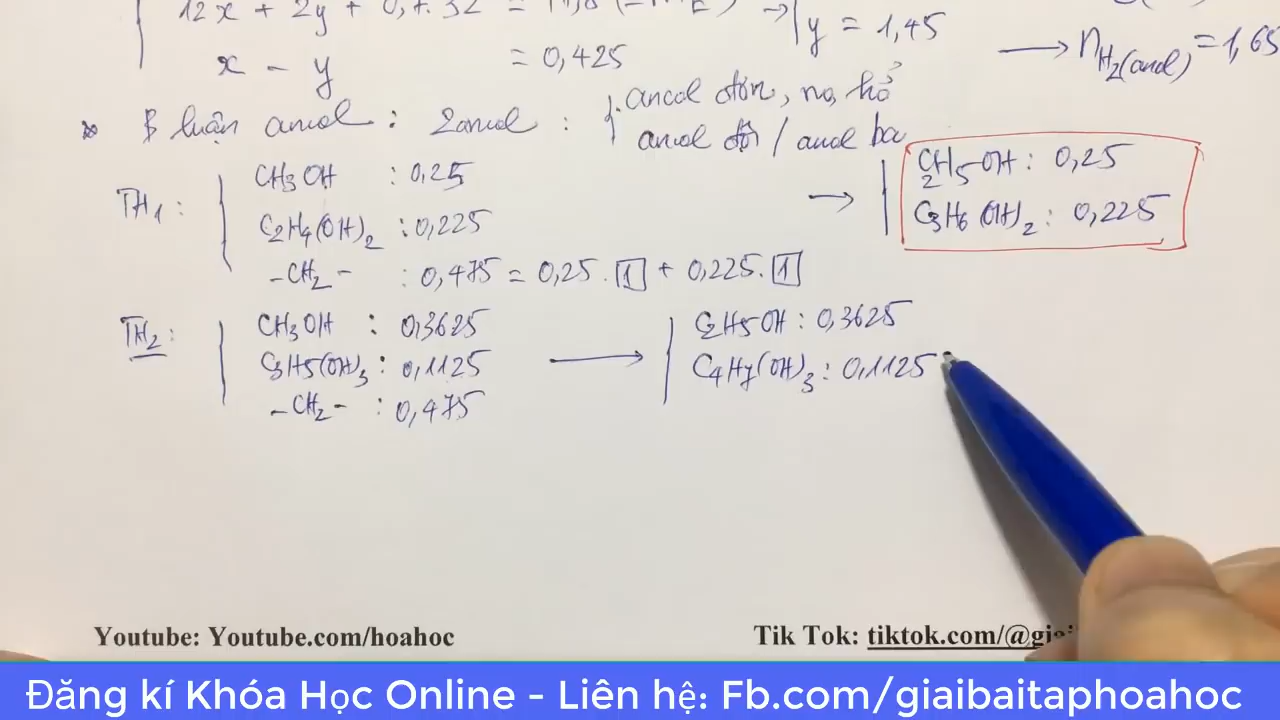 12x + 2y + 0,7.32 =
→ y = 1,45
x - y = 0,425
→ nH2(ancol) = 1,65
B luận ancol : 2 ancol : { ancol đơn, no, hở
ancol đôi / ancol ba
TH1 : CH3OH : 0,25
C2H4(OH)2 : 0,225
-CH2- : 0,475 = 0,25. 1 + 0,225. 1
→ C2H5OH : 0,25
C3H6(OH)2 : 0,225
TH2 : CH3OH : 0,3625
C3H5(OH)3 : 0,1125
-CH2- : 0,475
→ C2H5OH : 0,3625
C4H7(OH)3 : 0,1125
Youtube: Youtube.com/hoahoc
Tik Tok: tiktok.com/@giai
Đăng kí Khóa Học Online - Liên hệ: Fb.com/giaibaitaphoahoc